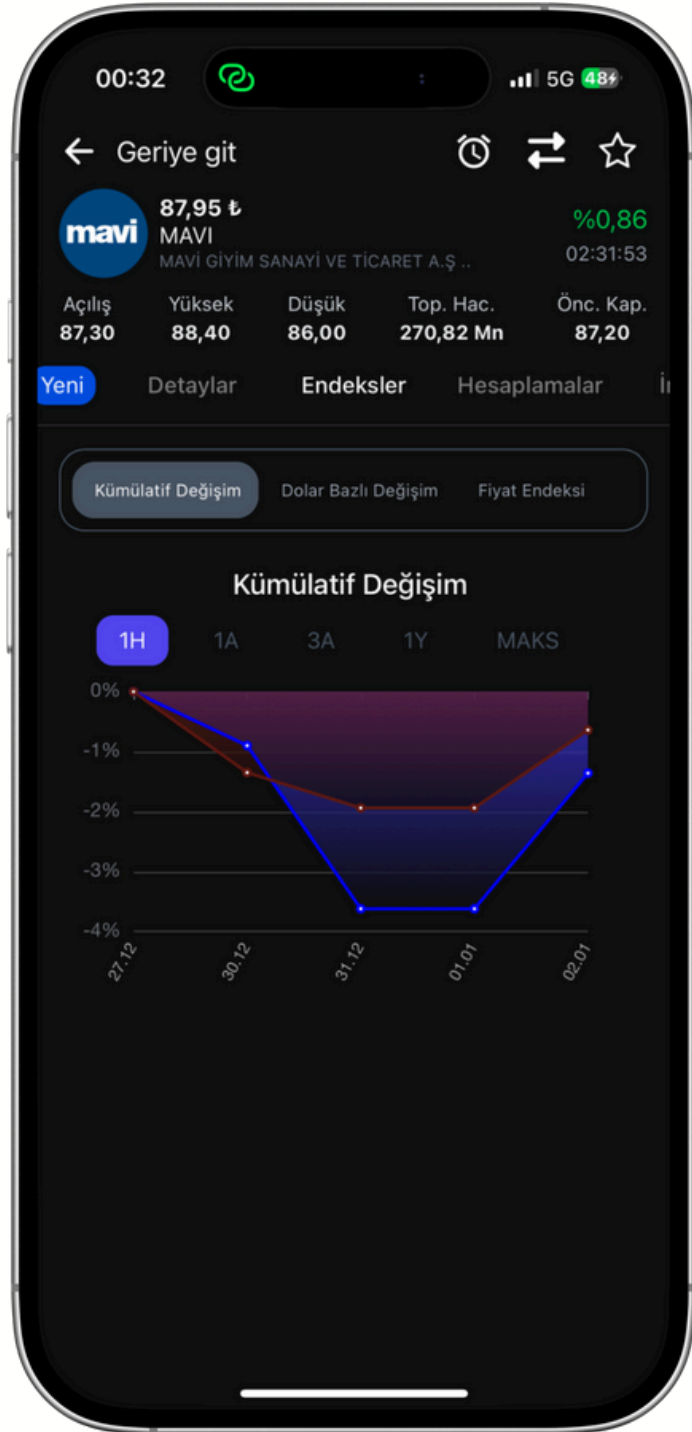 00:32
5G 48
Geriye git
mavi
87,95 ₺
MAVI
MAVİ GİYİM SANAYİ VE TİCARET A.Ş ..
%0,86
02:31:53
Açılış Yüksek Düşük Top. Hac. Önc. Kap.
87,30 88,40 86,00 270,82 Mn 87,20
Yeni Detaylar Endeksler Hesaplamalar
Kümülatif Değişim Dolar Bazlı Değişim Fiyat Endeksi
Kümülatif Değişim
1H 1A 3A 1Y MAKS
0%
-1%
-2%
-3%
-4%
27.12 30.12 31.12 01.01 02.01